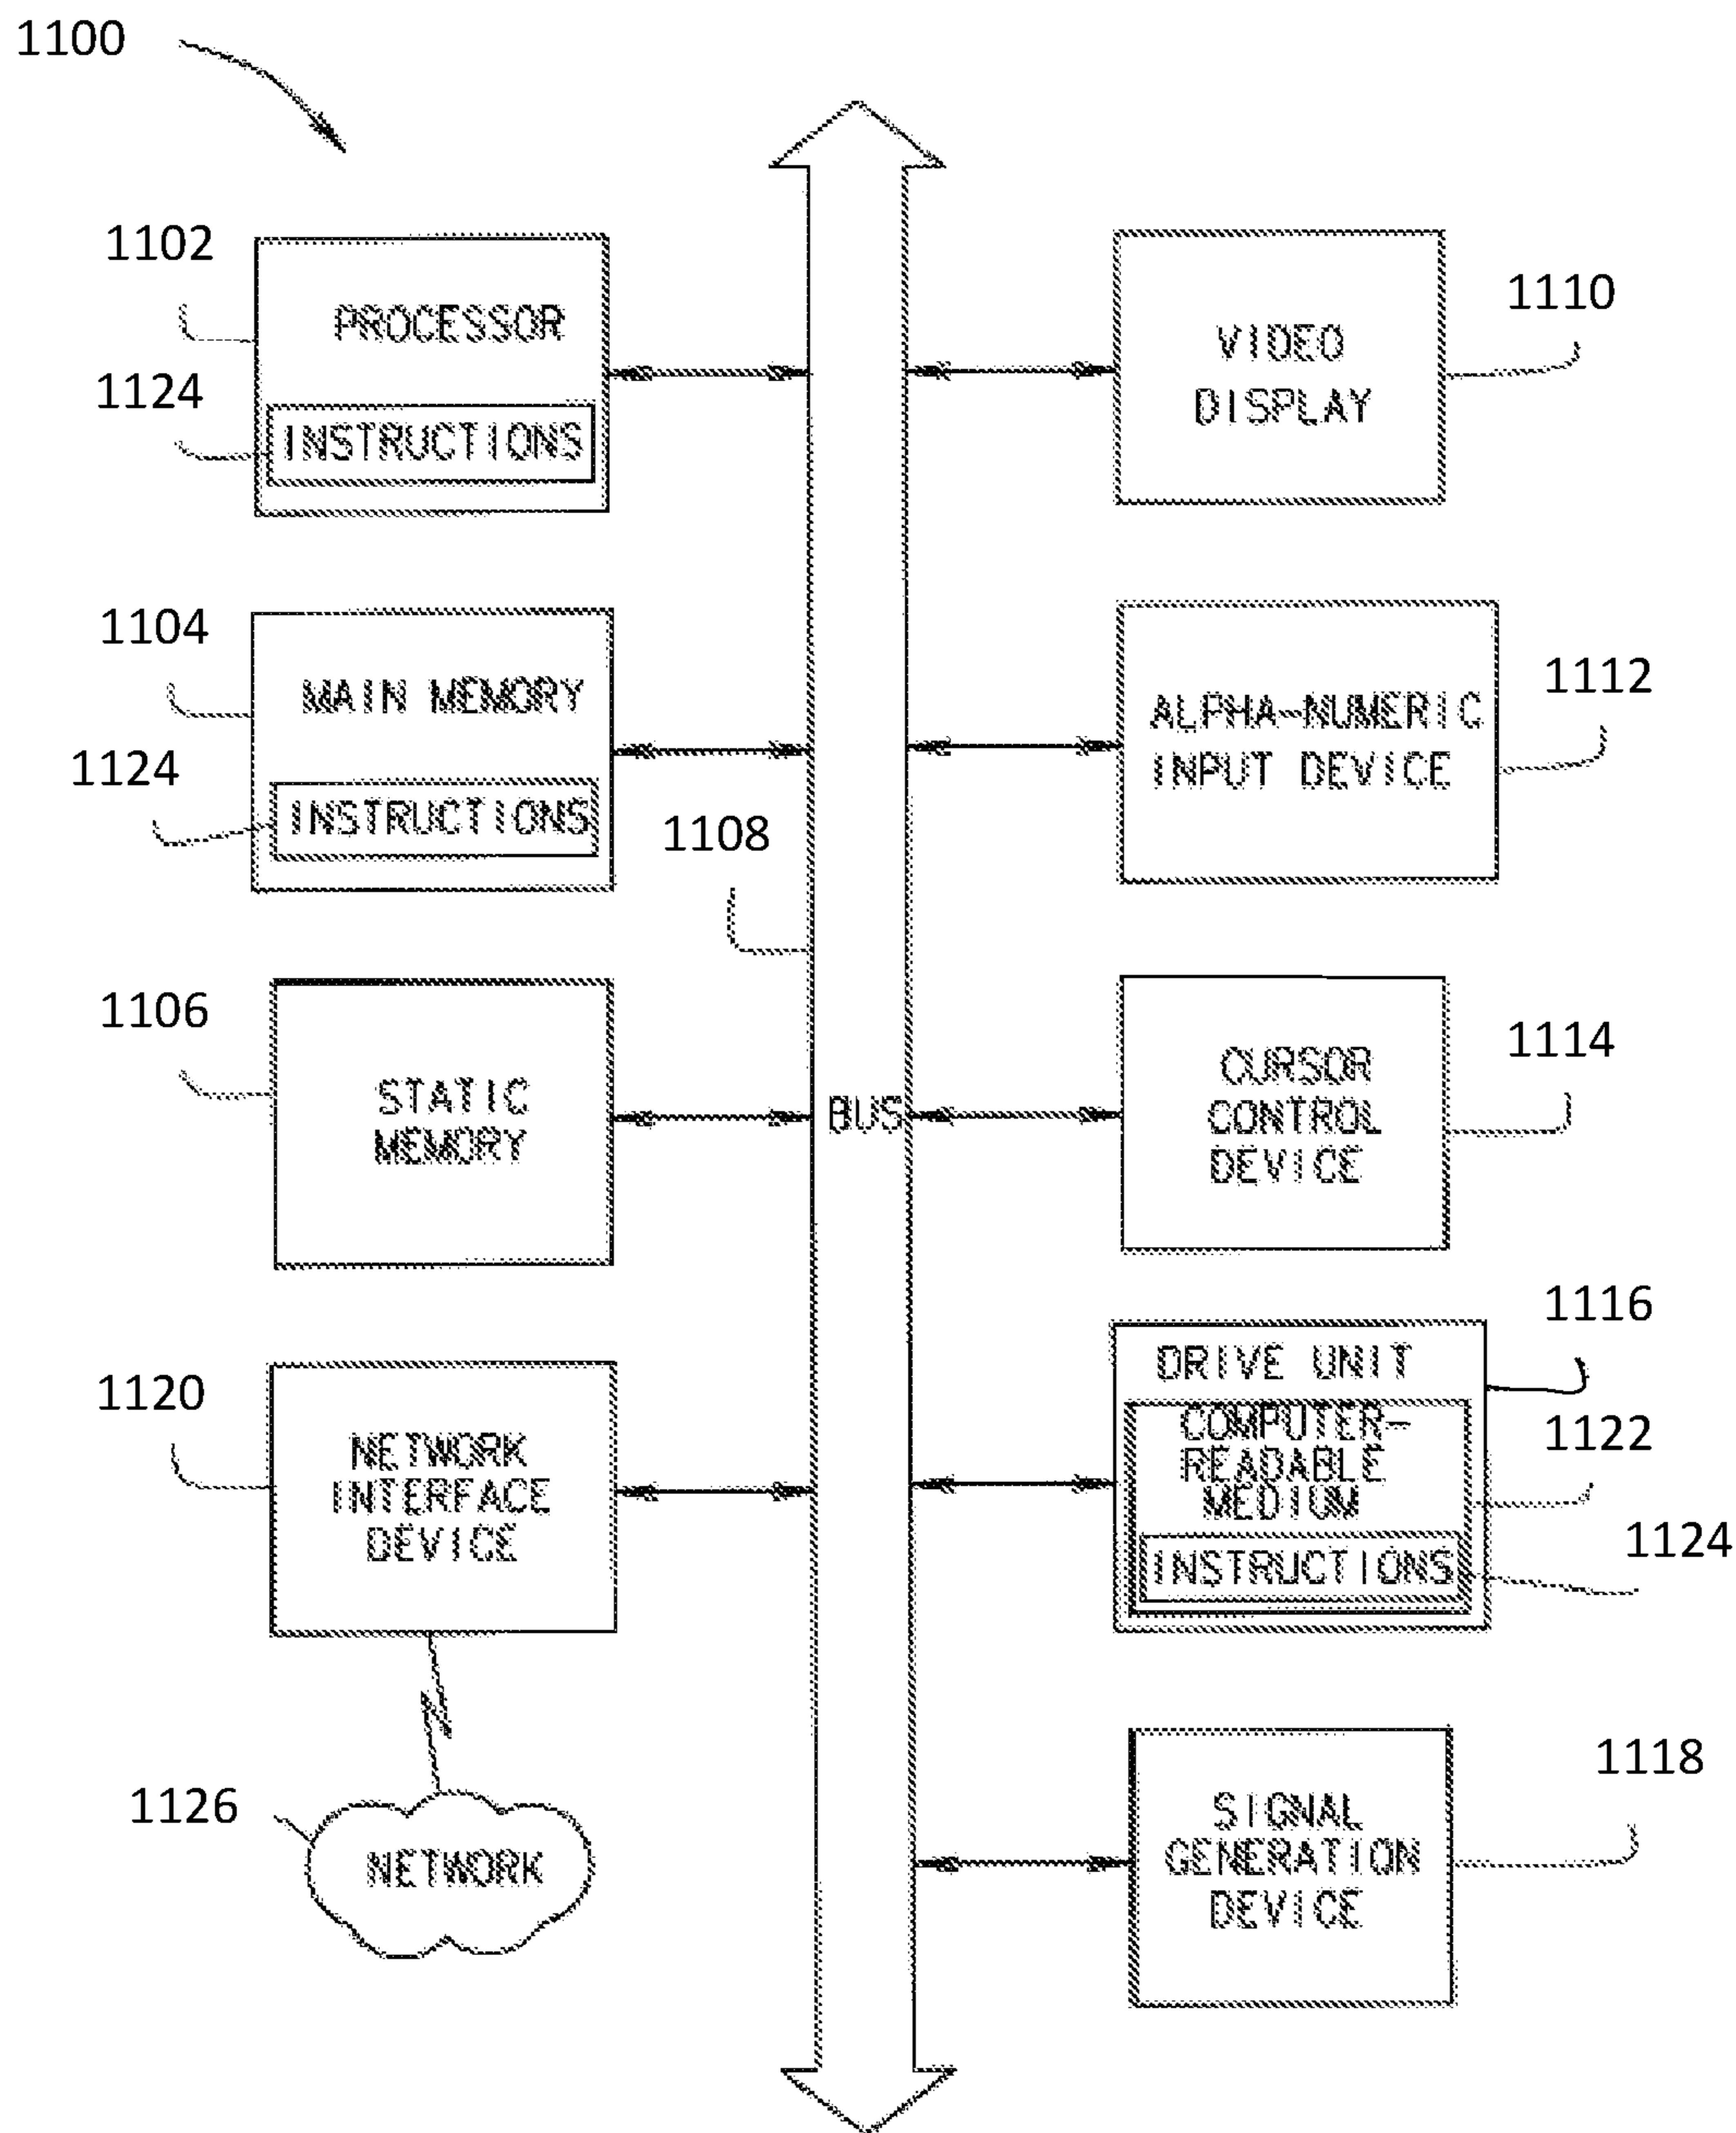 1100
1102
PROCESSOR
1124
INSTRUCTIONS
1110
VIDEO
DISPLAY
1104
MAIN MEMORY
1124
INSTRUCTIONS
1108
1112
ALPHA-NUMERIC
INPUT DEVICE
1106
STATIC
MEMORY
BUS
1114
CURSOR
CONTROL
DEVICE
1120
NETWORK
INTERFACE
DEVICE
1116
DRIVE UNIT
1122
COMPUTER-
READABLE
MEDIUM
1124
INSTRUCTIONS
1126
NETWORK
1118
SIGNAL
GENERATION
DEVICE